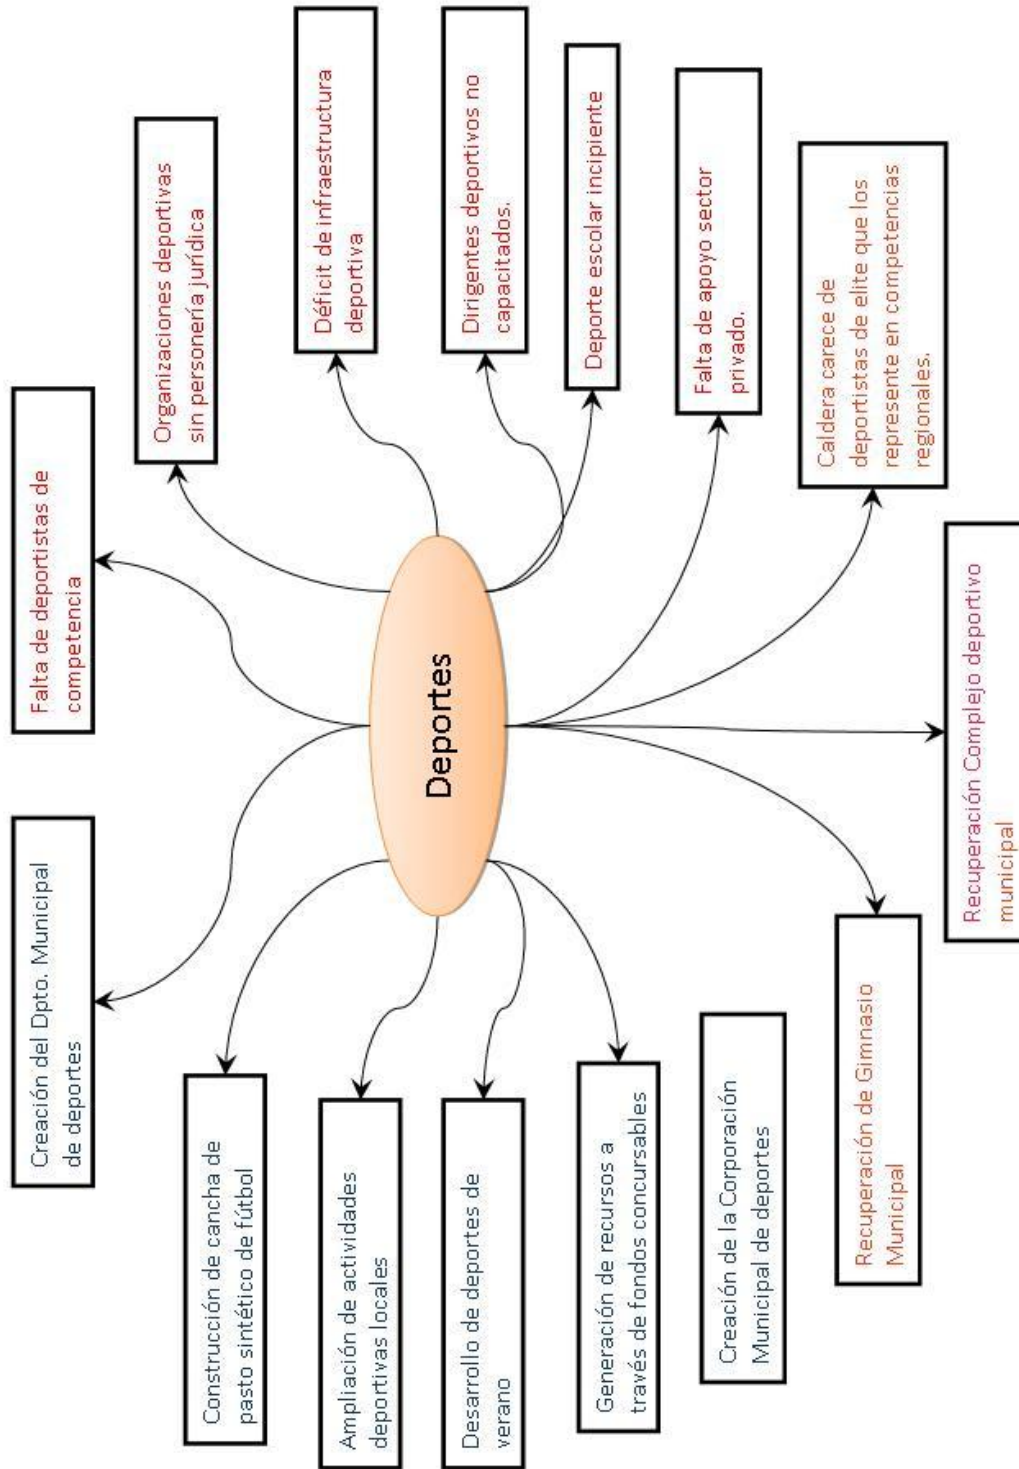 Creación del Dpto. Municipal
de deportes
Falta de deportistas de
competencia
Construcción de cancha de
pasto sintético de fútbol
Organizaciones deportivas
sin personería jurídica
Ampliación de actividades
deportivas locales
Deportes
Déficit de infraestructura
deportiva
Desarrollo de deportes de
verano
Dirigentes deportivos no
capacitados.
Generación de recursos a
través de fondos concursables
Deporte escolar incipiente
Creación de la Corporación
Municipal de deportes
Falta de apoyo sector
privado.
Recuperación de Gimnasio
Municipal
Caldera carece de
deportistas de elite que los
represente en competencias
regionales.
Recuperación Complejo deportivo
municipal